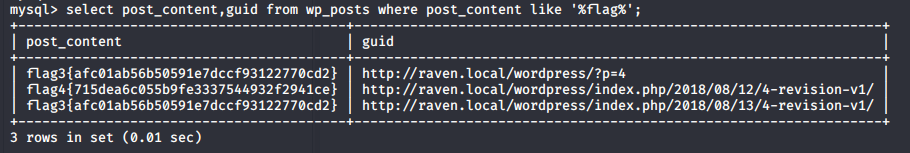 mysql> select post_content,guid from wp_posts where post_content like '%flag%';
+----------------------------------------+---------------------------------------------------------------+
| post_content                           | guid                                                          |
+----------------------------------------+---------------------------------------------------------------+
| flag3{afc01ab56b50591e7dccf93122770cd2} | http://raven.local/wordpress/?p=4                             |
| flag4{715dea6c055b9fe3337544932f2941ce} | http://raven.local/wordpress/index.php/2018/08/12/4-revision-v1/ |
| flag3{afc01ab56b50591e7dccf93122770cd2} | http://raven.local/wordpress/index.php/2018/08/13/4-revision-v1/ |
+----------------------------------------+---------------------------------------------------------------+
3 rows in set (0.01 sec)